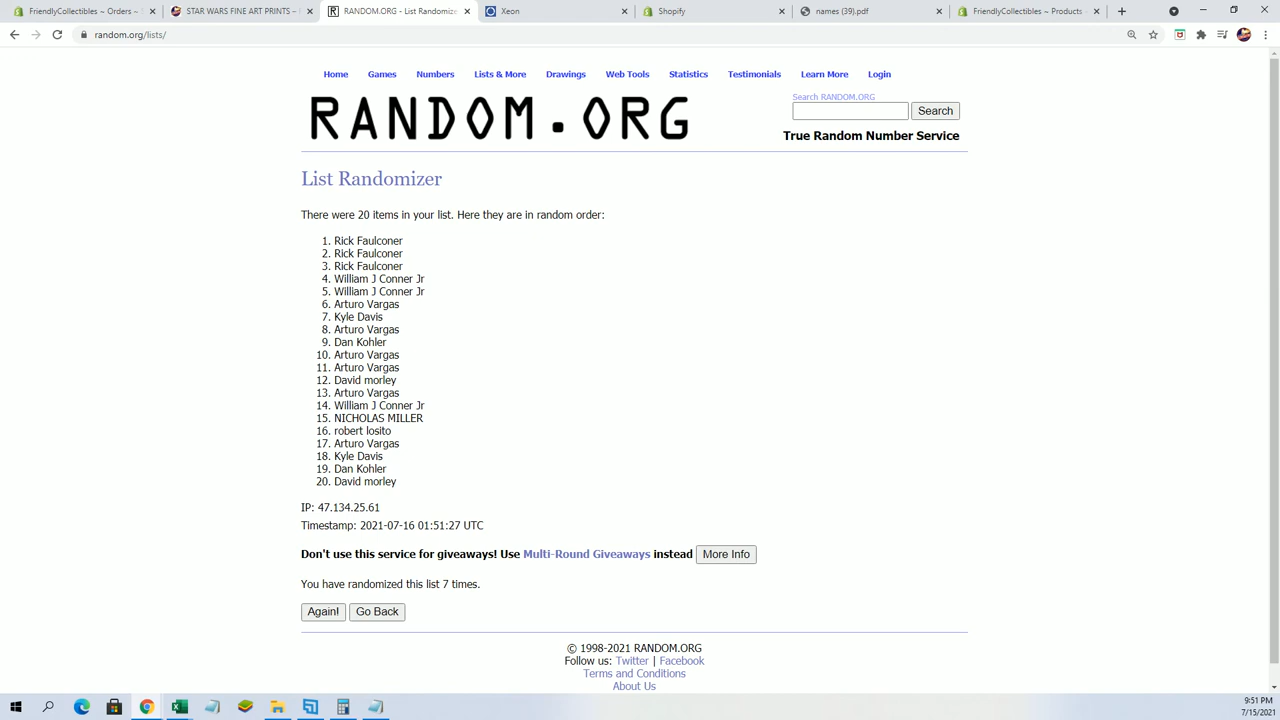 FriendlyCollectibles ~ Orders ~
STAR WARS FINE ART PRINTS ~
List Randomize
Xeon
Shopify
names (39).pdf
FriendlyCollectibles ~ Products ~
random.org/lists/
Home Games Numbers Lists & More Drawings Web Tools Statistics Testimonials Learn More Login
RANDOM.ORG
Search RANDOM.ORG
Search
True Random Number Service
List Randomizer
There were 20 items in your list. Here they are in random order:
1. Rick Faulconer
2. Rick Faulconer
3. Rick Faulconer
4. William J Conner Jr
5. William J Conner Jr
6. Arturo Vargas
7. Kyle Davis
8. Arturo Vargas
9. Dan Kohler
10. Arturo Vargas
11. Arturo Vargas
12. David morley
13. Arturo Vargas
14. William J Conner Jr
15. NICHOLAS MILLER
16. robert losito
17. Arturo Vargas
18. Kyle Davis
19. Dan Kohler
20. David morley
IP: 47.134.25.61
Timestamp: 2021-07-16 01:51:27 UTC
Don't use this service for giveaways! Use Multi-Round Giveaways instead More Info
You have randomized this list 7 times.
Again! Go Back
© 1998-2021 RANDOM.ORG
Follow us: Twitter | Facebook
Terms and Conditions
About Us
9:51 PM
7/15/2021